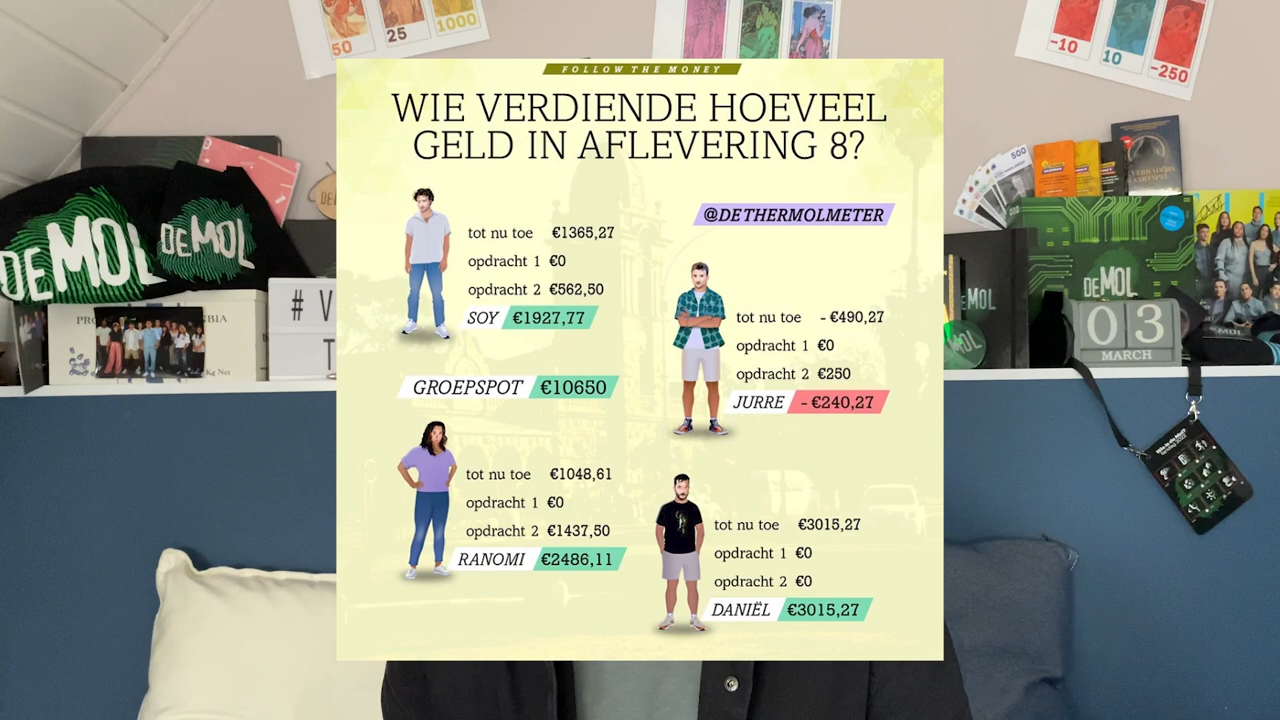 50
25
1000
-10
10
-250
FOLLOW THE MONEY
WIE VERDIENDE HOEVEEL
GELD IN AFLEVERING 8?
@DETHERMOLMETER
tot nu toe €1365,27
opdracht 1 €0
opdracht 2 €562,50
SOY €1927,77
tot nu toe - €490,27
opdracht 1 €0
opdracht 2 €250
JURRE - €240,27
GROEPSPOT €10650
tot nu toe €1048,61
opdracht 1 €0
opdracht 2 €1437,50
RANOMI €2486,11
tot nu toe €3015,27
opdracht 1 €0
opdracht 2 €0
DANIËL €3015,27
DE MOL
DE MOL
# V
T
500
DE MOL
MOL
MOL
MOL
03
MARCH